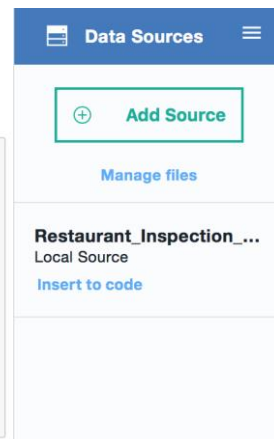 Data Sources
Add Source
Manage files
Restaurant_Inspection_...
Local Source
Insert to code